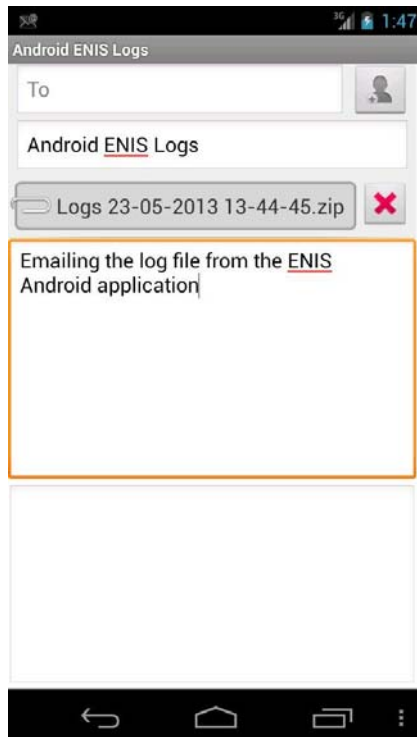 3G 1:47
Android ENIS Logs
To
Android ENIS Logs
Logs 23-05-2013 13-44-45.zip
Emailing the log file from the ENIS
Android application